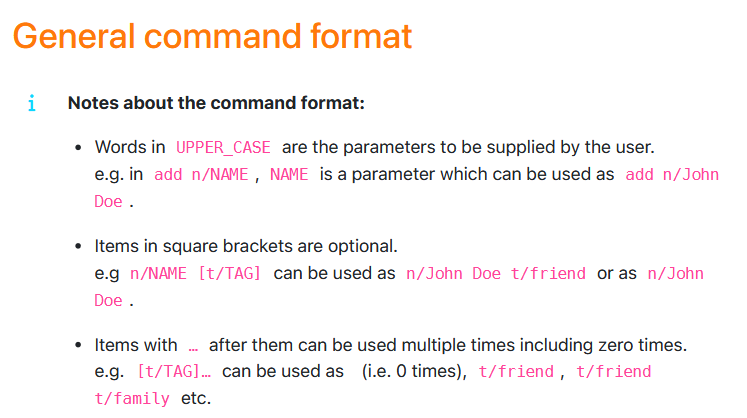 General command format
i Notes about the command format:
• Words in UPPER_CASE are the parameters to be supplied by the user.
e.g. in add n/NAME , NAME is a parameter which can be used as add n/John
Doe .
• Items in square brackets are optional.
e.g n/NAME [t/TAG] can be used as n/John Doe t/friend or as n/John
Doe .
• Items with … after them can be used multiple times including zero times.
e.g. [t/TAG]… can be used as (i.e. 0 times), t/friend , t/friend
t/family etc.